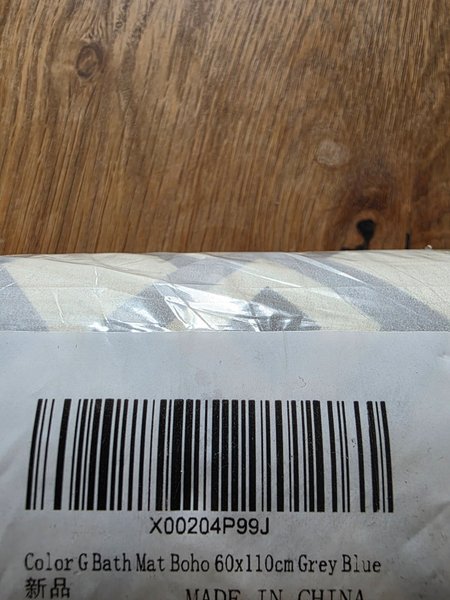 X00204P99J
Color G Bath Mat Boho 60x110cm Grey Blue
新品
MADE IN CHINA